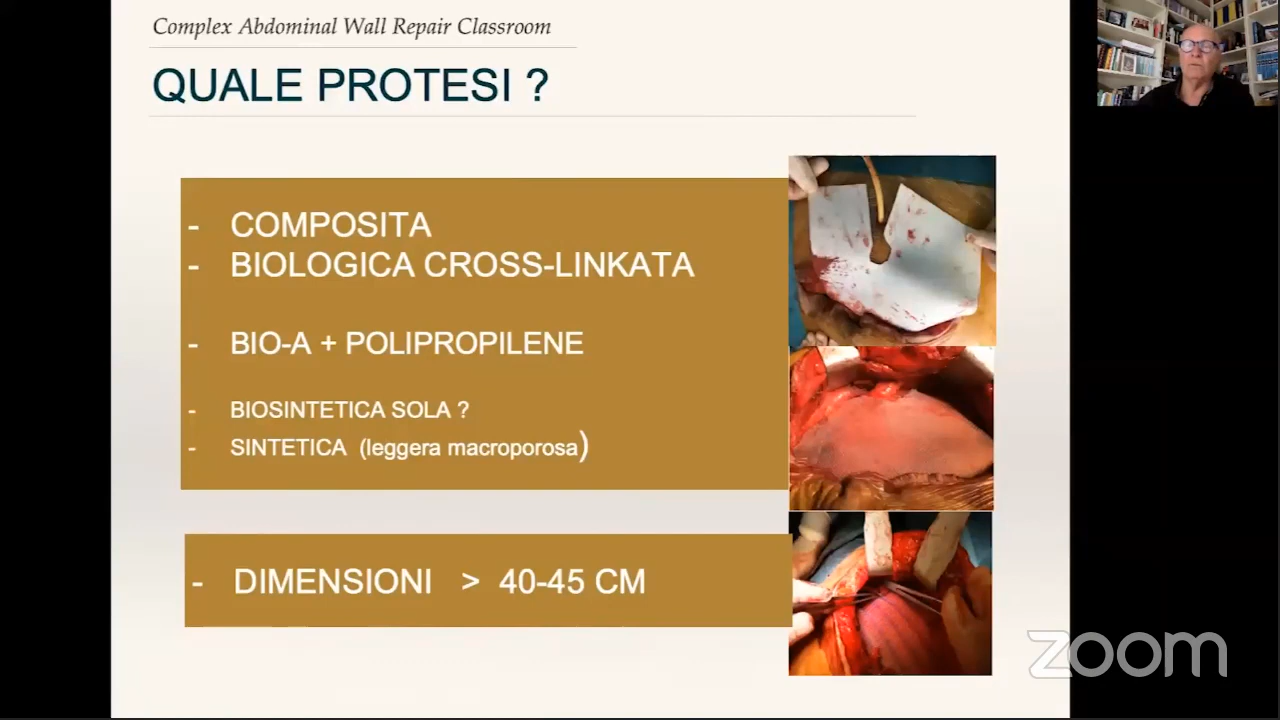 Complex Abdominal Wall Repair Classroom
QUALE PROTESI ?
- COMPOSITA
- BIOLOGICA CROSS-LINKATA
- BIO-A + POLIPROPILENE
- BIOSINTETICA SOLA ?
- SINTETICA (leggera macroporosa)
- DIMENSIONI > 40-45 CM
zoom